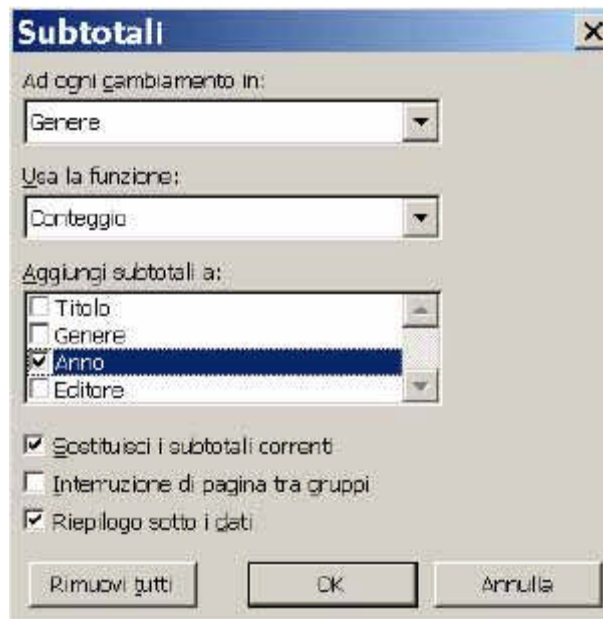 Subtotali
Ad ogni cambiamento in:
Genere
Usa la funzione:
Conteggio
Aggiungi subtotali a:
Titolo
Genere
Anno
Editore
Sostituisci i subtotali correnti
Interruzione di pagina tra gruppi
Riepilogo sotto i dati
Rimuovi tutti OK Annulla